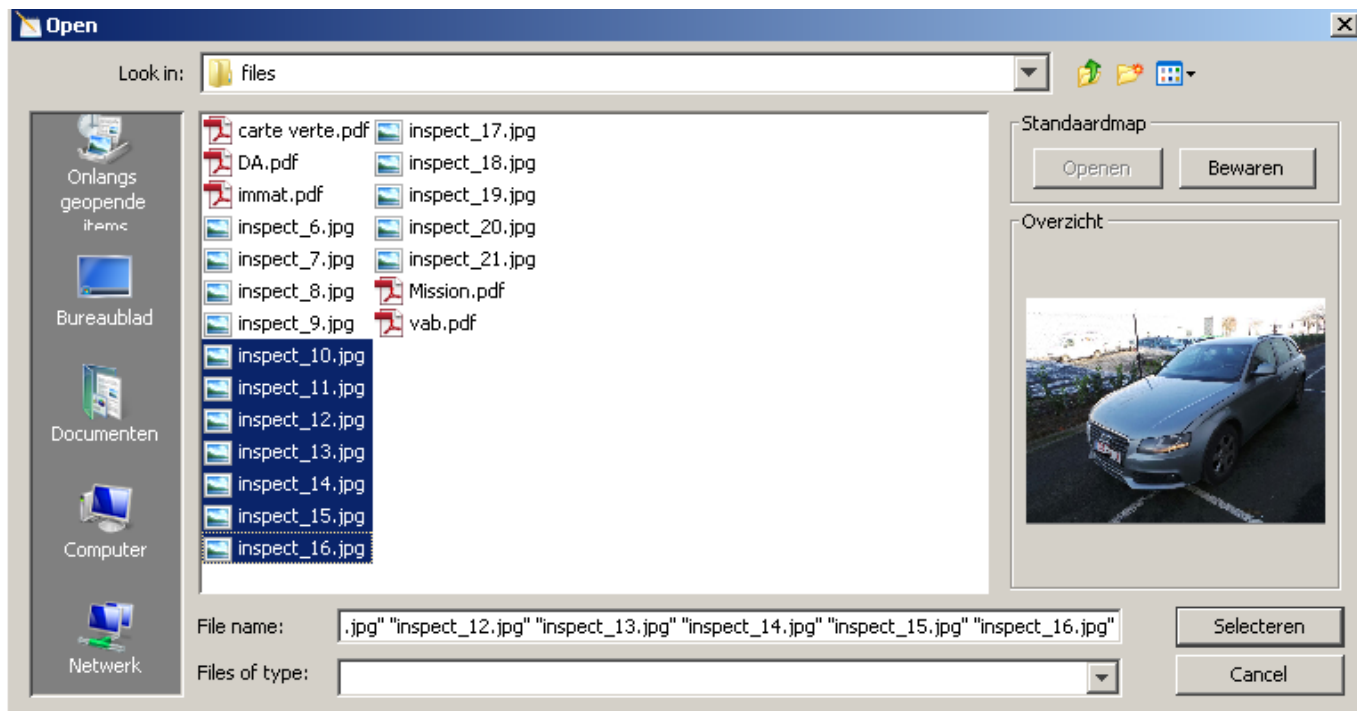 Open
Look in:
files
Onlangs
geopende
items
Bureaublad
Documenten
Computer
Netwerk
carte verte.pdf
DA.pdf
immat.pdf
inspect_6.jpg
inspect_7.jpg
inspect_8.jpg
inspect_9.jpg
inspect_10.jpg
inspect_11.jpg
inspect_12.jpg
inspect_13.jpg
inspect_14.jpg
inspect_15.jpg
inspect_16.jpg
inspect_17.jpg
inspect_18.jpg
inspect_19.jpg
inspect_20.jpg
inspect_21.jpg
Mission.pdf
vab.pdf
Standaardmap
Openen
Bewaren
Overzicht
File name:
.jpg" "inspect_12.jpg" "inspect_13.jpg" "inspect_14.jpg" "inspect_15.jpg" "inspect_16.jpg"
Selecteren
Files of type:
Cancel